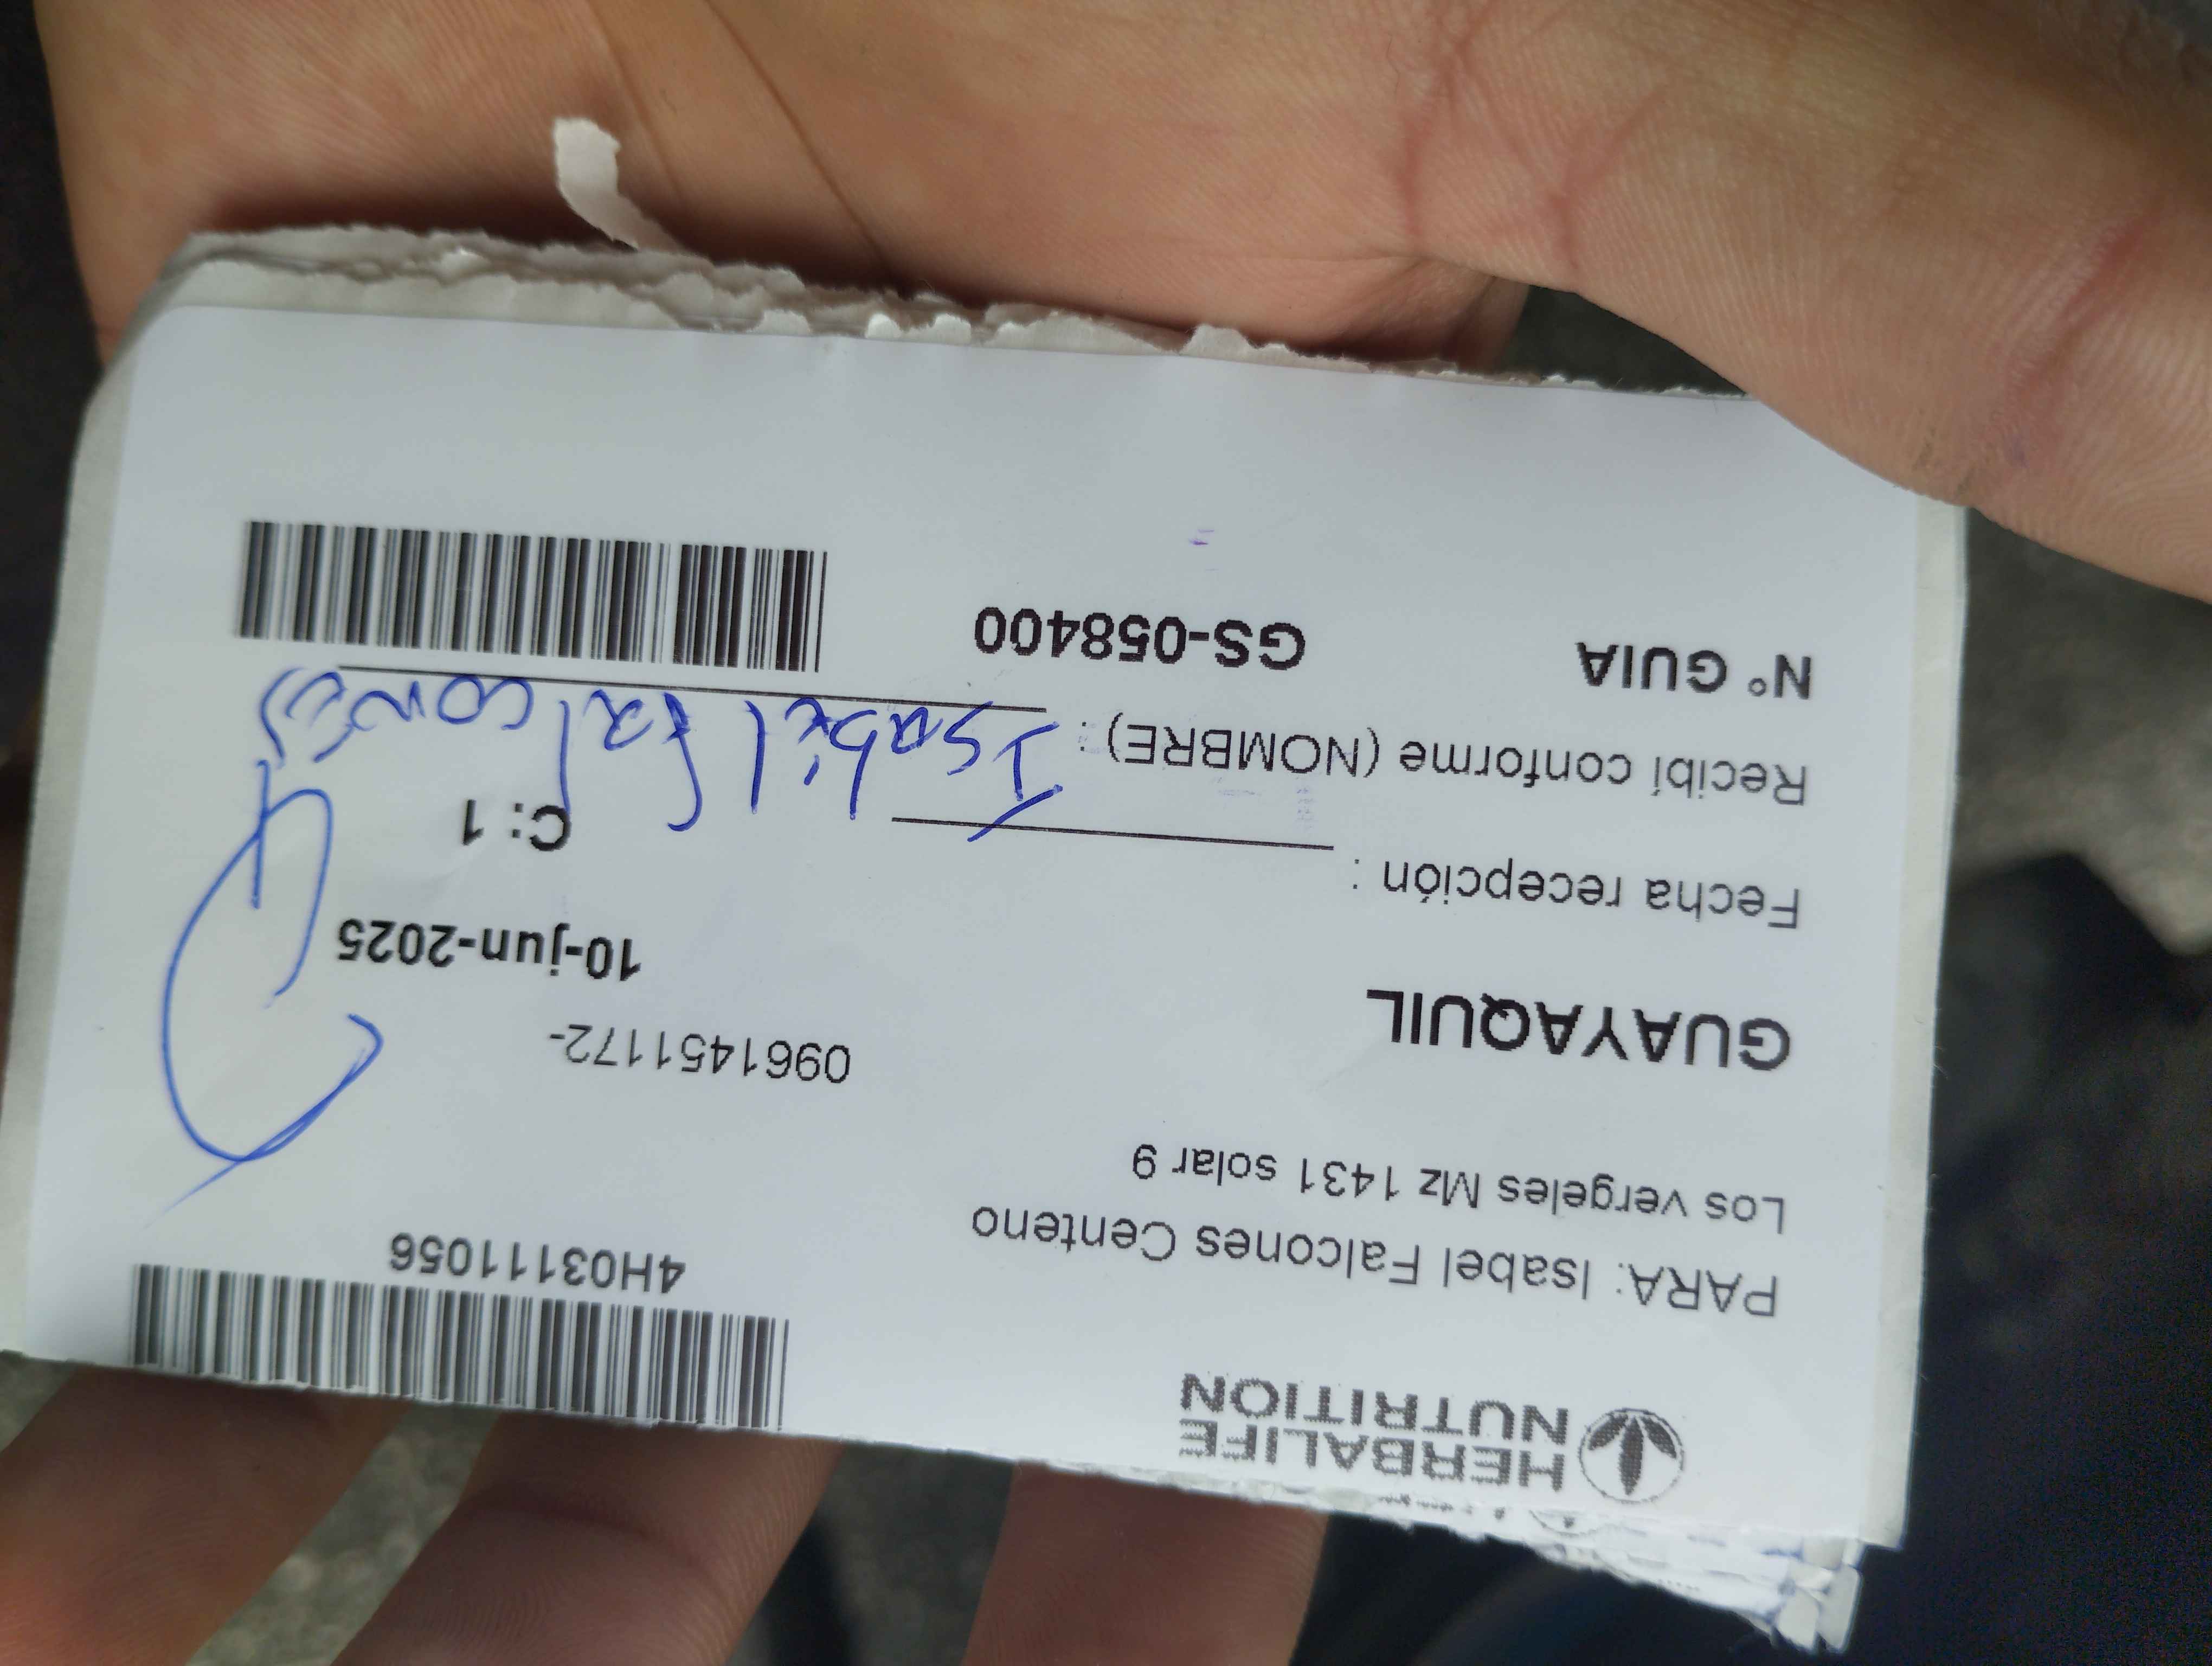 HERBALIFE
NUTRITION
4H03111056
PARA: Isabel Falcones Centeno
Los vergeles Mz 1431 solar 9
0961451172-
GUAYAQUIL
10-jun-2025
Fecha recepción :
C: 1
Recibí conforme (NOMBRE) : Isabel falcones
N° GUIA GS-058400